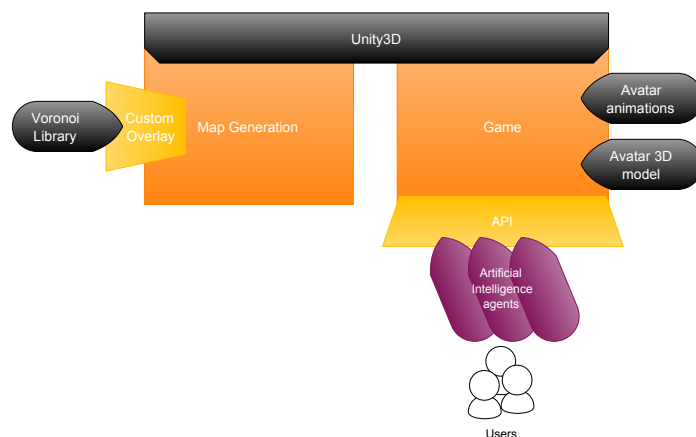 Unity3D
Voronoi
Library
Custom
Overlay
Map Generation
Game
Avatar
animations
Avatar 3D
model
API
Artificial
Intelligence
agents
Users